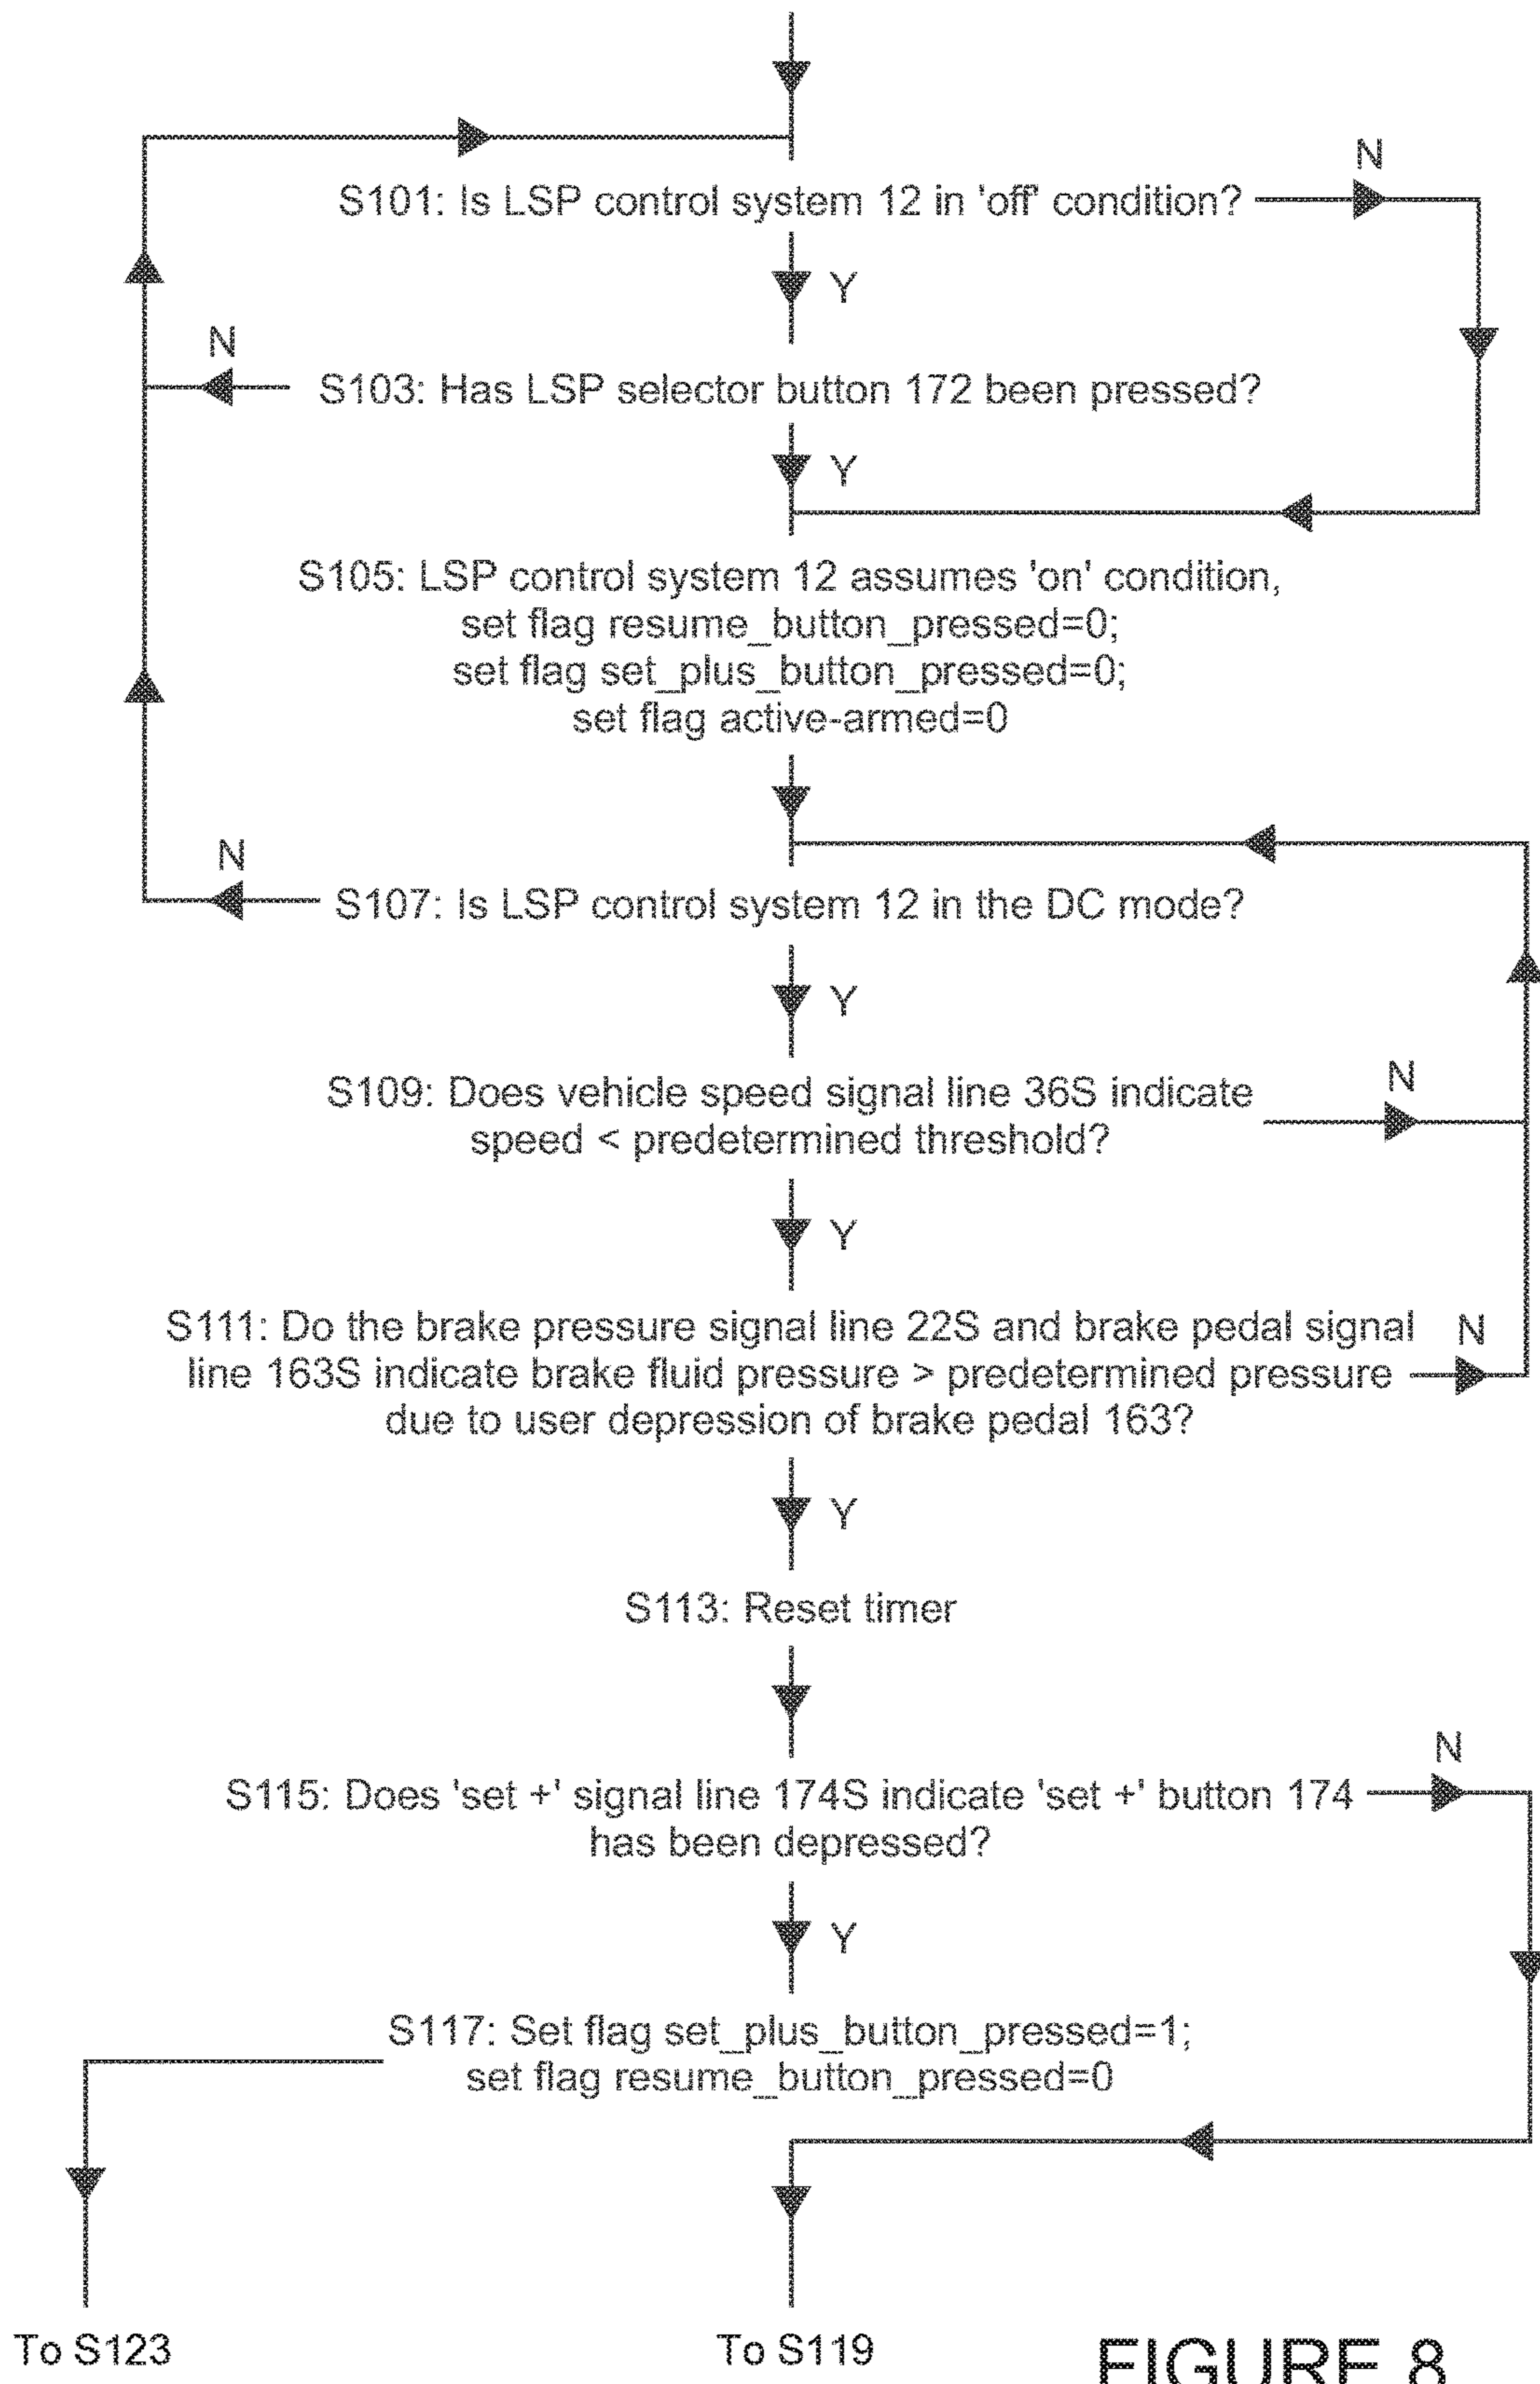 N
S101: Is LSP control system 12 in 'off' condition?
Y
N
S103: Has LSP selector button 172 been pressed?
Y
S105: LSP control system 12 assumes 'on' condition,
set flag resume_button_pressed=0;
set flag set_plus_button_pressed=0;
set flag active-armed=0
N
S107: Is LSP control system 12 in the DC mode?
Y
S109: Does vehicle speed signal line 36S indicate
speed < predetermined threshold?
N
Y
S111: Do the brake pressure signal line 22S and brake pedal signal
line 163S indicate brake fluid pressure > predetermined pressure
due to user depression of brake pedal 163?
N
Y
S113: Reset timer
N
S115: Does 'set +' signal line 174S indicate 'set +' button 174
has been depressed?
Y
S117: Set flag set_plus_button_pressed=1;
set flag resume_button_pressed=0
To S123
To S119
FIGURE 8